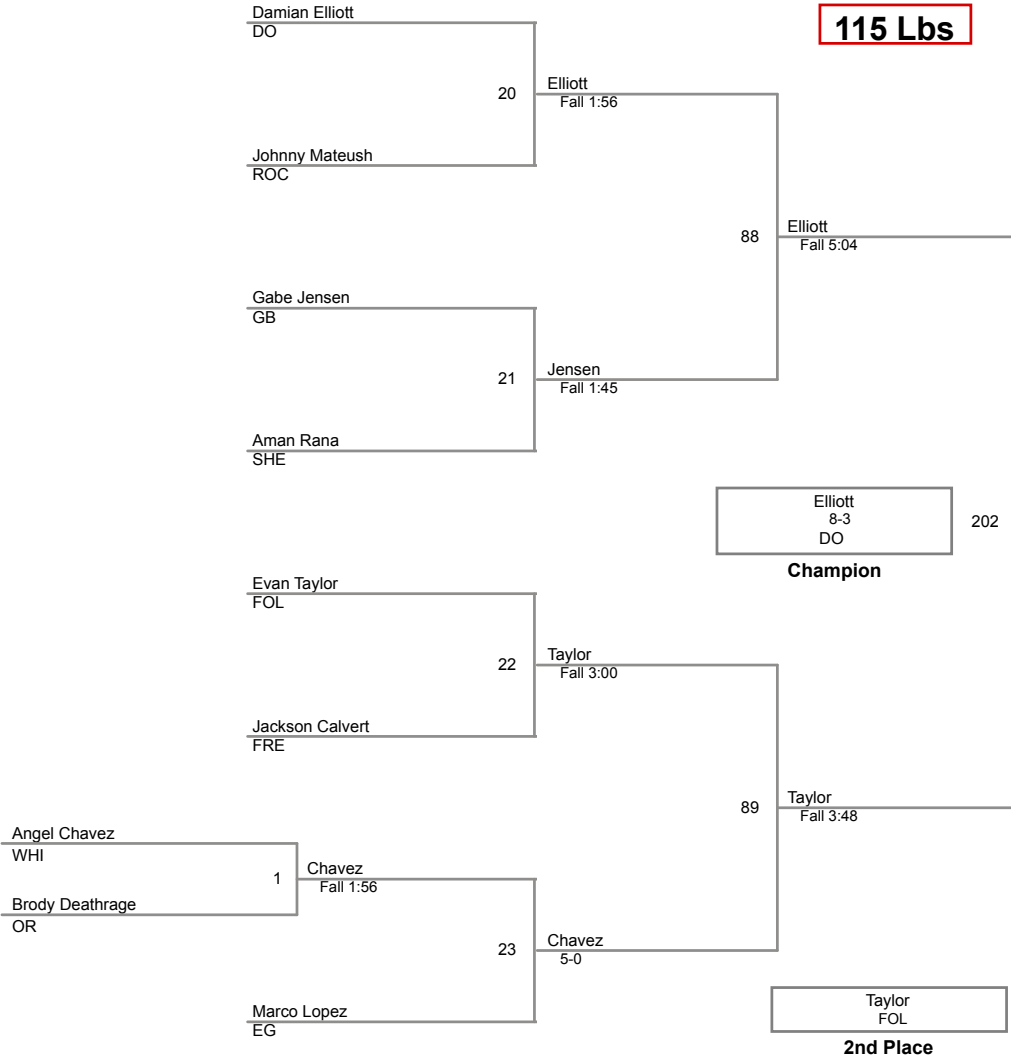 Damian Elliott
DO
115 Lbs
20
Elliott
Fall 1:56
Johnny Mateush
ROC
88
Elliott
Fall 5:04
Gabe Jensen
GB
21
Jensen
Fall 1:45
Aman Rana
SHE
Elliott
8-3
DO
202
Champion
Evan Taylor
FOL
22
Taylor
Fall 3:00
Jackson Calvert
FRE
89
Taylor
Fall 3:48
Angel Chavez
WHI
1
Chavez
Fall 1:56
Brody Deathrage
OR
23
Chavez
5-0
Marco Lopez
EG
Taylor
FOL
2nd Place